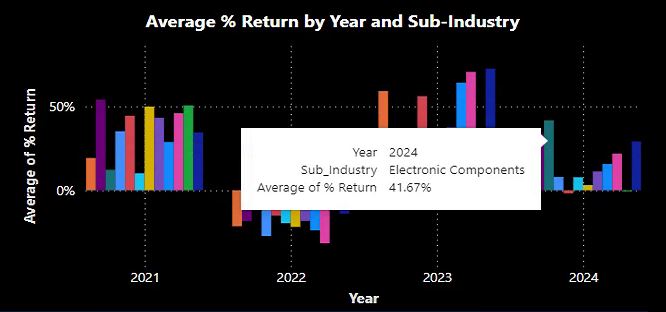 Average % Return by Year and Sub-Industry
Average of % Return
50%
0%
Year 2024
Sub_Industry Electronic Components
Average of % Return 41.67%
2021 2022 2023 2024
Year